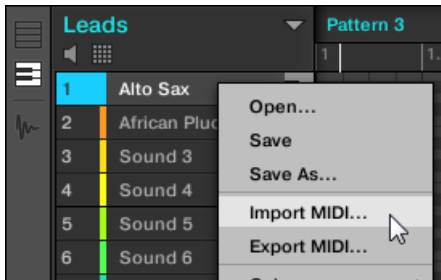 Leads
Pattern 3
1
1.
1 Alto Sax
2 African Pluc
3 Sound 3
4 Sound 4
5 Sound 5
6 Sound 6
Open...
Save
Save As...
Import MIDI...
Export MIDI...